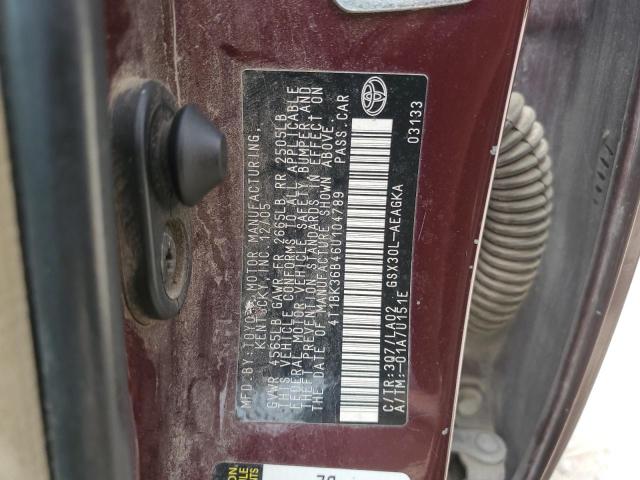 MFD.BY:TOYOTA MOTOR MANUFACTURING,
KENTUCKY,INC. 12/05
GVWR 4565LB GAWR FR 2665LB RR 2505LB
THIS VEHICLE CONFORMS TO ALL APPLICABLE
FEDERAL MOTOR VEHICLE SAFETY, BUMPER AND
THEFT PREVENTION STANDARDS IN EFFECT ON
THE DATE OF MANUFACTURE SHOWN ABOVE.
4T1BK36B46U104789 PASS.CAR
C/TR:3Q7/LA02 GSX30L-AEAGKA
A/TM:-01A/U151E 03133